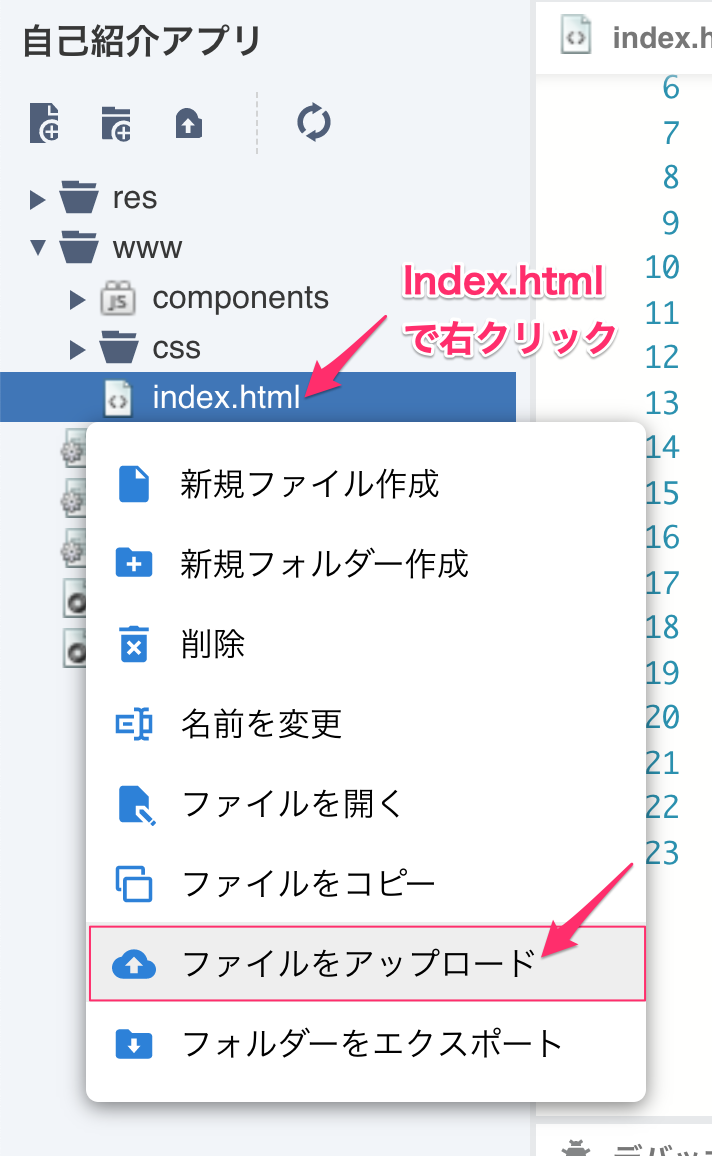 自己紹介アプリ
res
www
components
css
index.html
Index.html
で右クリック
新規ファイル作成
新規フォルダー作成
削除
名前を変更
ファイルを開く
ファイルをコピー
ファイルをアップロード
フォルダーをエクスポート
index.h
6
7
8
9
10
11
12
13
14
15
16
17
18
19
20
21
22
23